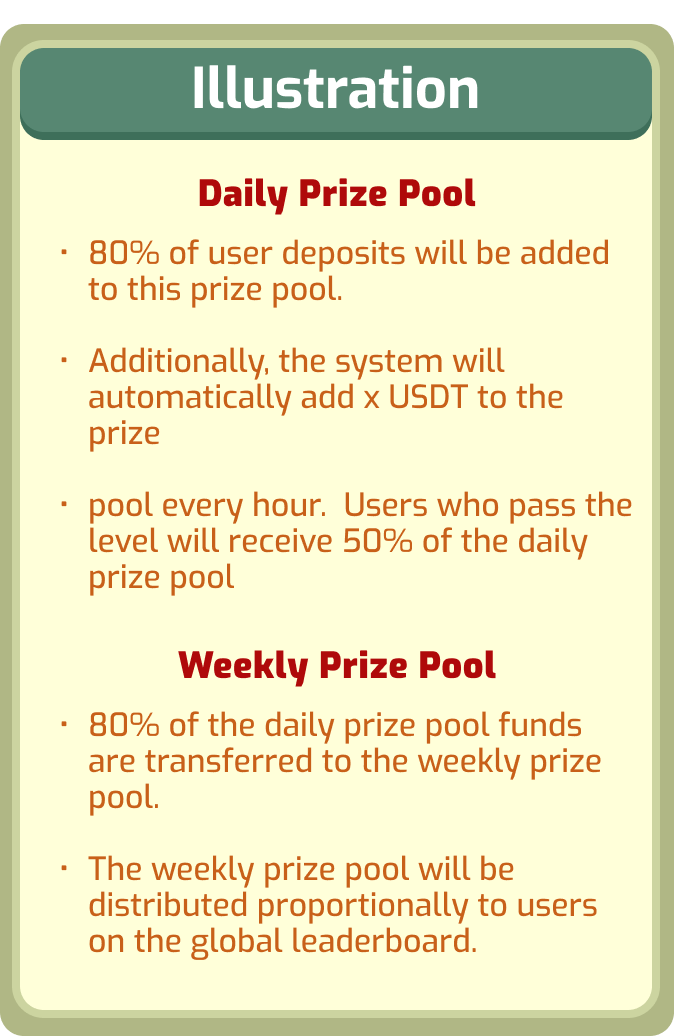 Illustration
Daily Prize Pool
· 80% of user deposits will be added
to this prize pool.
· Additionally, the system will
automatically add x USDT to the
prize
· pool every hour.  Users who pass the
level will receive 50% of the daily
prize pool
Weekly Prize Pool
· 80% of the daily prize pool funds
are transferred to the weekly prize
pool.
· The weekly prize pool will be
distributed proportionally to users
on the global leaderboard.